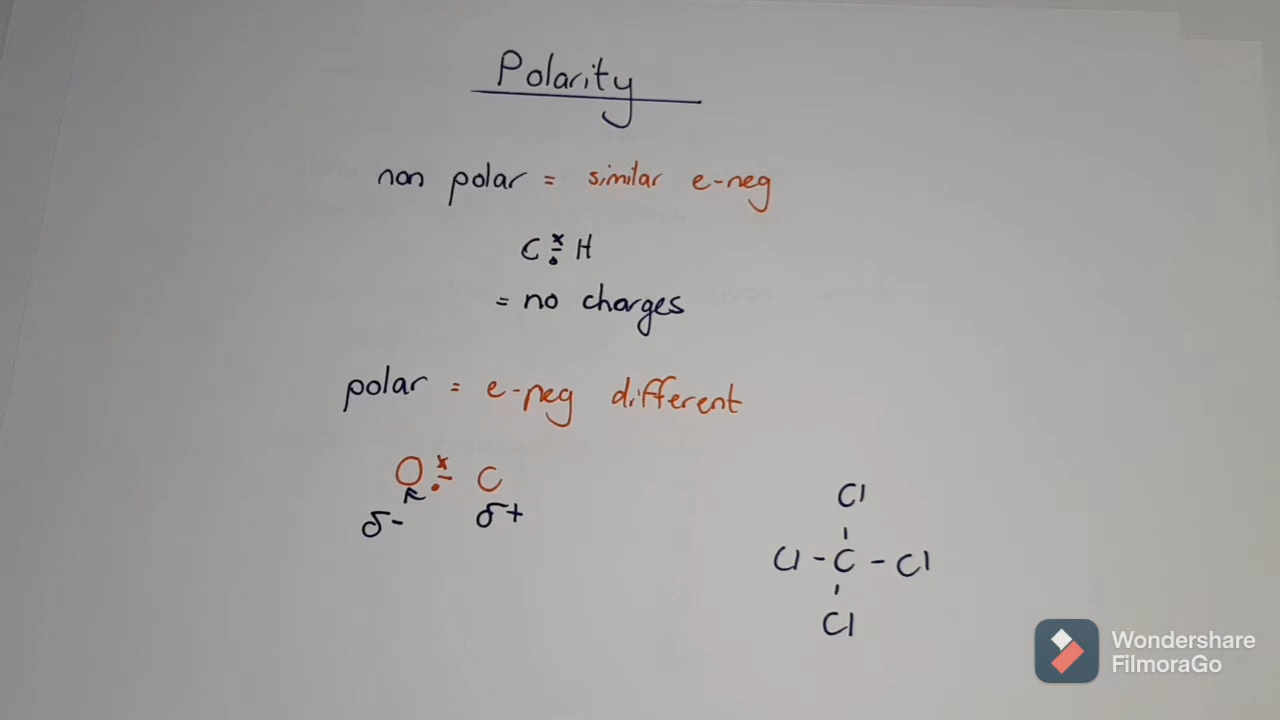 Polarity
non polar = similar e-neg
C - H
= no charges
polar = e-neg different
O - C
δ- δ+
Cl
Cl - C - Cl
Cl
Wondershare
FilmoraGo